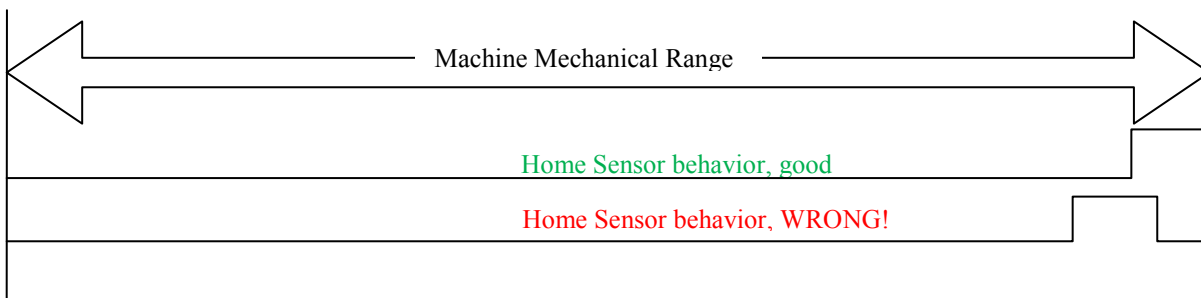 Machine Mechanical Range
Home Sensor behavior, good
Home Sensor behavior, WRONG!